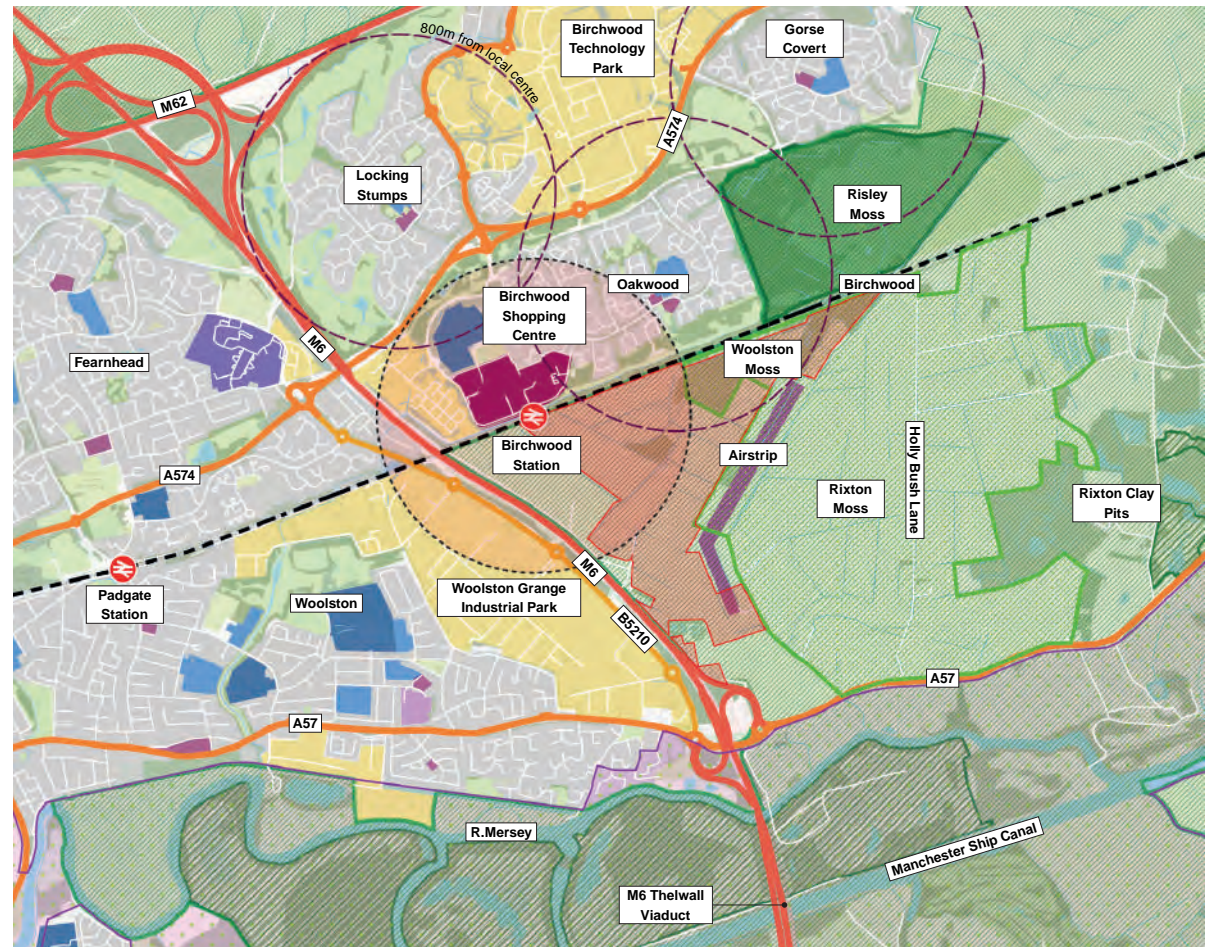 Birchwood
Technology
Park
Gorse
Covert
800m from local centre
M62
A574
Locking
Stumps
Risley
Moss
Oakwood
Birchwood
Birchwood
Shopping
Centre
M6
Fearnhead
Woolston
Moss
Birchwood
Station
Airstrip
Holly Bush Lane
A574
Rixton
Moss
Rixton Clay
Pits
Padgate
Station
Woolston
Woolston Grange
Industrial Park
M6
B5210
A57
A57
R.Mersey
Manchester Ship Canal
M6 Thelwall
Viaduct